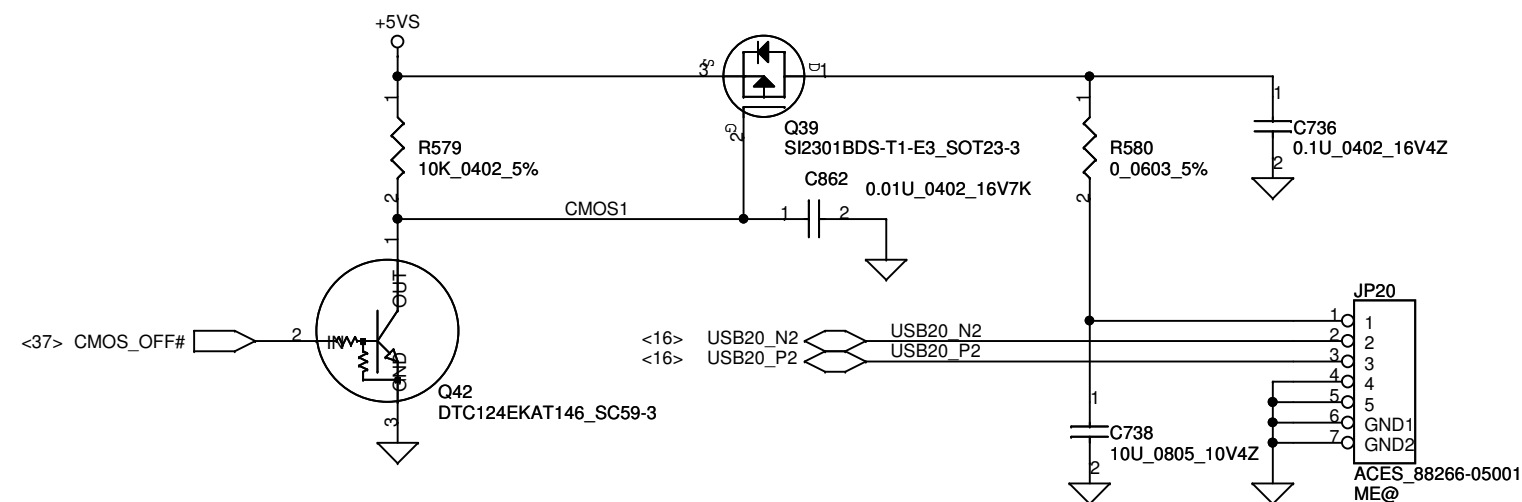 +5VS
3
S
D
1
1
R579
10K_0402_5%
2
G
2
Q39
SI2301BDS-T1-E3_SOT23-3
C862
0.01U_0402_16V7K
1
R580
0_0603_5%
2
1
C736
0.1U_0402_16V4Z
2
CMOS1
1
2
1
OUT
<37> CMOS_OFF#
2
IN
GND
3
Q42
DTC124EKAT146_SC59-3
<16> USB20_N2
USB20_N2
<16> USB20_P2
USB20_P2
JP20
1
1
2
2
3
3
4
4
5
5
6
GND1
7
GND2
ACES_88266-05001
ME@
1
C738
10U_0805_10V4Z
2